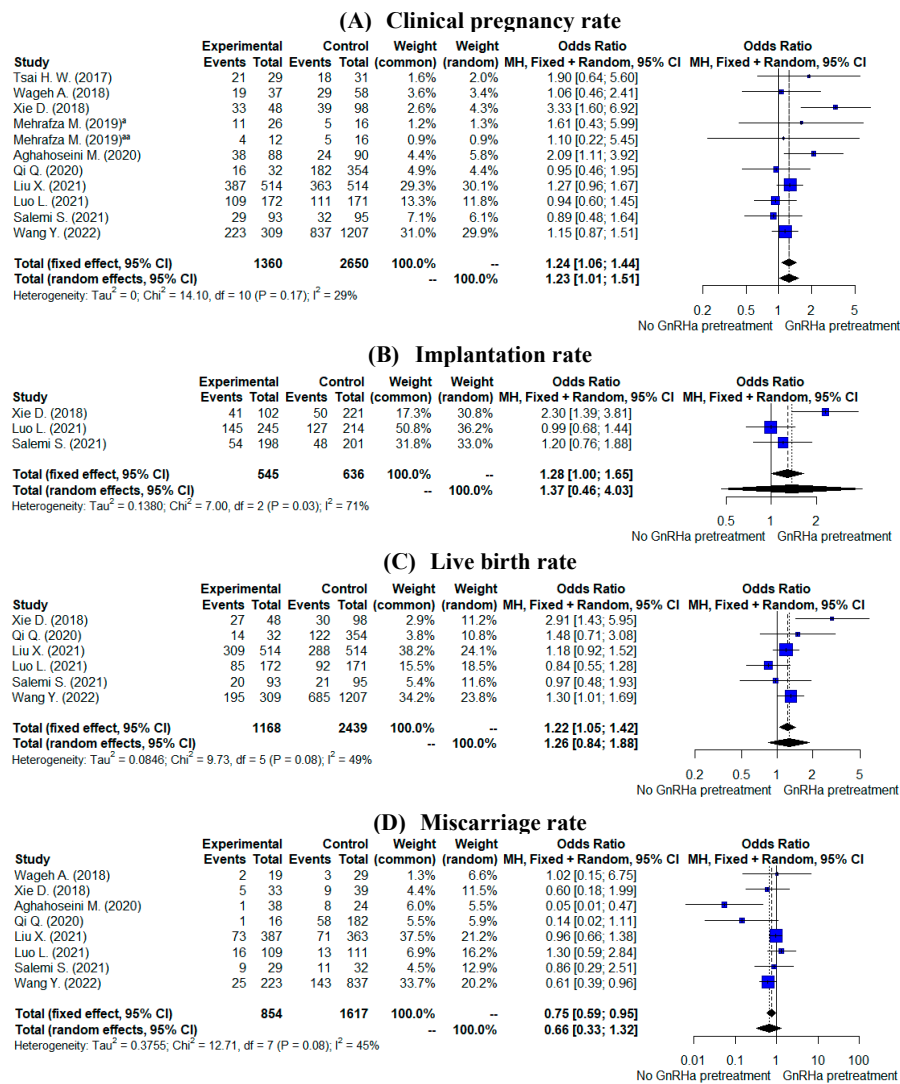 (A) Clinical pregnancy rate
Experimental Control Weight Weight Odds Ratio Odds Ratio
Study Events Total Events Total (common) (random) MH, Fixed + Random, 95% CI MH, Fixed + Random, 95% CI
Tsai H. W. (2017) 21 29 18 31 1.6% 2.0% 1.90 [0.64; 5.60]
Wageh A. (2018) 19 37 29 58 3.6% 3.4% 1.06 [0.46; 2.41]
Xie D. (2018) 33 48 39 98 2.6% 4.3% 3.33 [1.60; 6.92]
Mehrafza M. (2019)ª 11 26 5 16 1.2% 1.3% 1.61 [0.43; 5.99]
Mehrafza M. (2019)ªª 4 12 5 16 0.9% 0.9% 1.10 [0.22; 5.45]
Aghahoseini M. (2020) 38 88 24 90 4.4% 5.8% 2.09 [1.11; 3.92]
Qi Q. (2020) 16 32 182 354 4.9% 4.4% 0.95 [0.46; 1.95]
Liu X. (2021) 387 514 363 514 29.3% 30.1% 1.27 [0.96; 1.67]
Luo L. (2021) 109 172 111 171 13.3% 11.8% 0.94 [0.60; 1.45]
Salemi S. (2021) 29 93 32 95 7.1% 6.1% 0.89 [0.48; 1.64]
Wang Y. (2022) 223 309 837 1207 31.0% 29.9% 1.15 [0.87; 1.51]
Total (fixed effect, 95% CI) 1360 2650 100.0% -- 1.24 [1.06; 1.44]
Total (random effects, 95% CI) -- 100.0% 1.23 [1.01; 1.51]
Heterogeneity: Tau² = 0; Chi² = 14.10, df = 10 (P = 0.17); I² = 29%
0.2 0.5 1 2 5
No GnRHa pretreatment GnRHa pretreatment
(B) Implantation rate
Experimental Control Weight Weight Odds Ratio Odds Ratio
Study Events Total Events Total (common) (random) MH, Fixed + Random, 95% CI MH, Fixed + Random, 95% CI
Xie D. (2018) 41 102 50 221 17.3% 30.8% 2.30 [1.39; 3.81]
Luo L. (2021) 145 245 127 214 50.8% 36.2% 0.99 [0.68; 1.44]
Salemi S. (2021) 54 198 48 201 31.8% 33.0% 1.20 [0.76; 1.88]
Total (fixed effect, 95% CI) 545 636 100.0% -- 1.28 [1.00; 1.65]
Total (random effects, 95% CI) -- 100.0% 1.37 [0.46; 4.03]
Heterogeneity: Tau² = 0.1380; Chi² = 7.00, df = 2 (P = 0.03); I² = 71%
0.5 1 2
No GnRHa pretreatment GnRHa pretreatment
(C) Live birth rate
Experimental Control Weight Weight Odds Ratio Odds Ratio
Study Events Total Events Total (common) (random) MH, Fixed + Random, 95% CI MH, Fixed + Random, 95% CI
Xie D. (2018) 27 48 30 98 2.9% 11.2% 2.91 [1.43; 5.95]
Qi Q. (2020) 14 32 122 354 3.8% 10.8% 1.48 [0.71; 3.08]
Liu X. (2021) 309 514 288 514 38.2% 24.1% 1.18 [0.92; 1.52]
Luo L. (2021) 85 172 92 171 15.5% 18.5% 0.84 [0.55; 1.28]
Salemi S. (2021) 20 93 21 95 5.4% 11.6% 0.97 [0.48; 1.93]
Wang Y. (2022) 195 309 685 1207 34.2% 23.8% 1.30 [1.01; 1.69]
Total (fixed effect, 95% CI) 1168 2439 100.0% -- 1.22 [1.05; 1.42]
Total (random effects, 95% CI) -- 100.0% 1.26 [0.84; 1.88]
Heterogeneity: Tau² = 0.0846; Chi² = 9.73, df = 5 (P = 0.08); I² = 49%
0.2 0.5 1 2 5
No GnRHa pretreatment GnRHa pretreatment
(D) Miscarriage rate
Experimental Control Weight Weight Odds Ratio Odds Ratio
Study Events Total Events Total (common) (random) MH, Fixed + Random, 95% CI MH, Fixed + Random, 95% CI
Wageh A. (2018) 2 19 3 29 1.3% 6.6% 1.02 [0.15; 6.75]
Xie D. (2018) 5 33 9 39 4.4% 11.5% 0.60 [0.18; 1.99]
Aghahoseini M. (2020) 1 38 8 24 6.0% 5.5% 0.05 [0.01; 0.47]
Qi Q. (2020) 1 16 58 182 5.5% 5.9% 0.14 [0.02; 1.11]
Liu X. (2021) 73 387 71 363 37.5% 21.2% 0.96 [0.66; 1.38]
Luo L. (2021) 16 109 13 111 6.9% 16.2% 1.30 [0.59; 2.84]
Salemi S. (2021) 9 29 11 32 4.5% 12.9% 0.86 [0.29; 2.51]
Wang Y. (2022) 25 223 143 837 33.7% 20.2% 0.61 [0.39; 0.96]
Total (fixed effect, 95% CI) 854 1617 100.0% -- 0.75 [0.59; 0.95]
Total (random effects, 95% CI) -- 100.0% 0.66 [0.33; 1.32]
Heterogeneity: Tau² = 0.3755; Chi² = 12.71, df = 7 (P = 0.08); I² = 45%
0.01 0.1 1 10 100
No GnRHa pretreatment GnRHa pretreatment